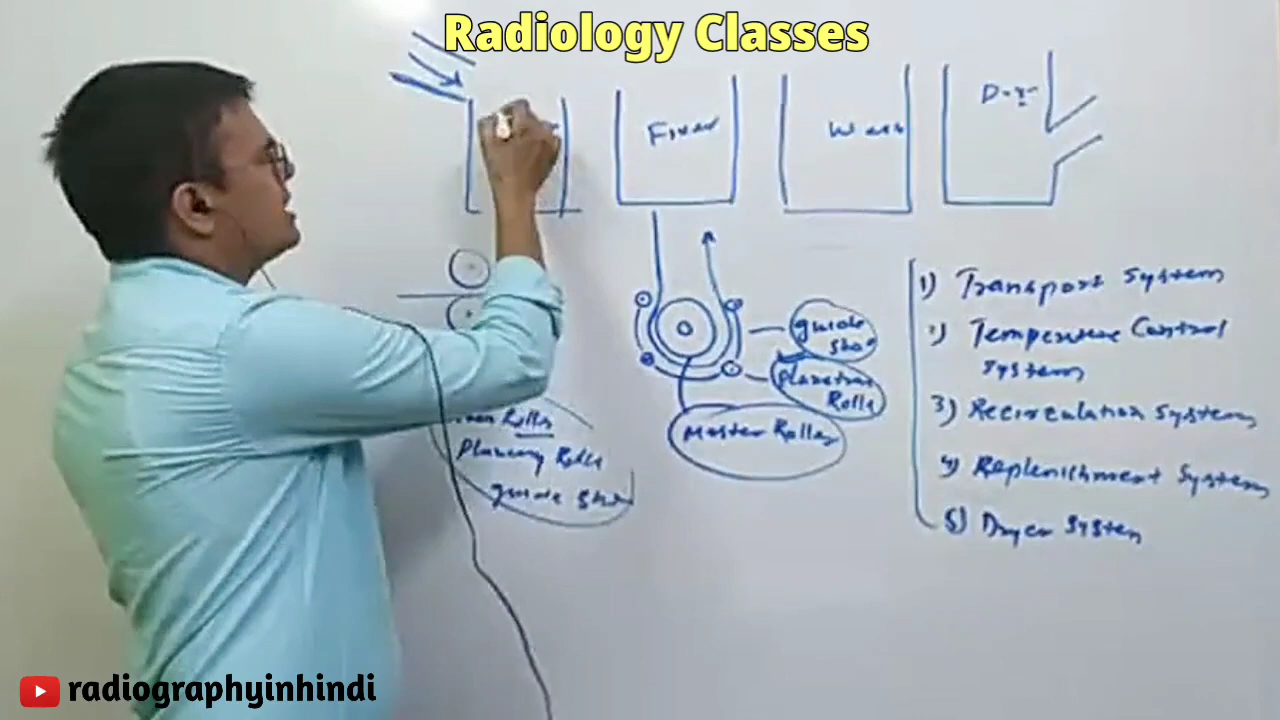 Radiology Classes
Fixer
Wash
Dryer
1) Transport System
2) Temperature Control
System
3) Recirculation System
4) Replenishment System
5) Dryer System
guide
shoe
Planetary
Rolls
Master Roller
Rolls
Planetary Rolls
guide shoe
radiographyinhindi